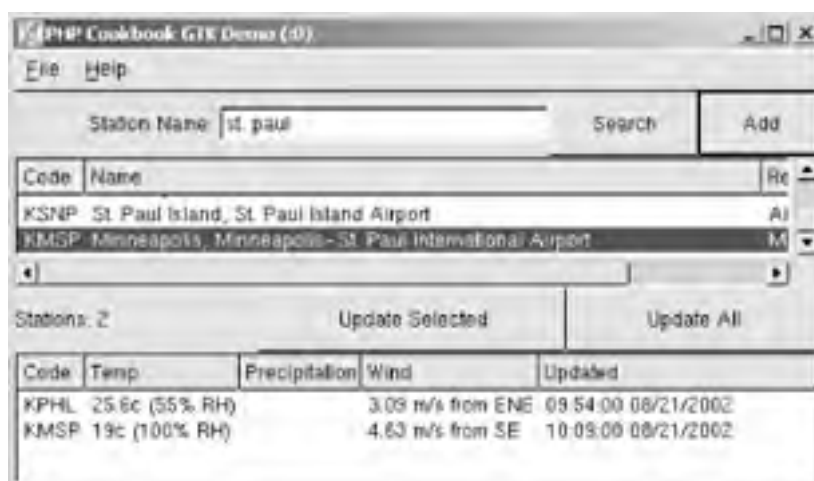 PHP Cookbook GTK Demo (:0)
File Help
Station Name: st. paul Search Add
Code Name Re
KSNP St. Paul Island, St. Paul Island Airport Al
KMSP Minneapolis, Minneapolis-St. Paul International Airport M
Stations: 2 Update Selected Update All
Code Temp Precipitation Wind Updated
KPHL 25.6c (55% RH) 3.09 m/s from ENE 09:54:00 08/21/2002
KMSP 19c (100% RH) 4.63 m/s from SE 10:09:00 08/21/2002